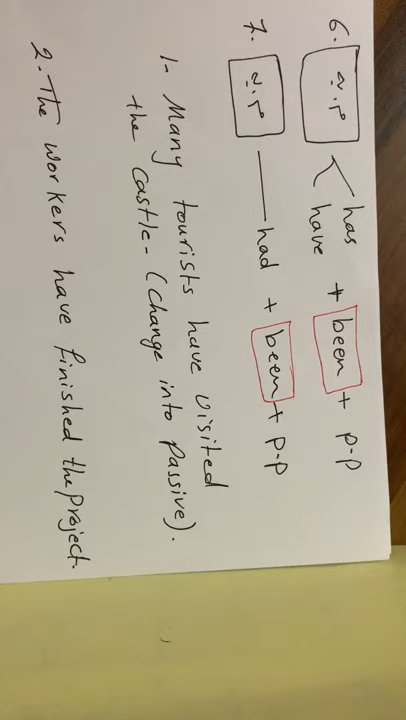 6. has
have + been + p.p
7. had + been + p.p
1- Many tourists have visited
the castle- (change into passive).
2. The workers have finished the project.